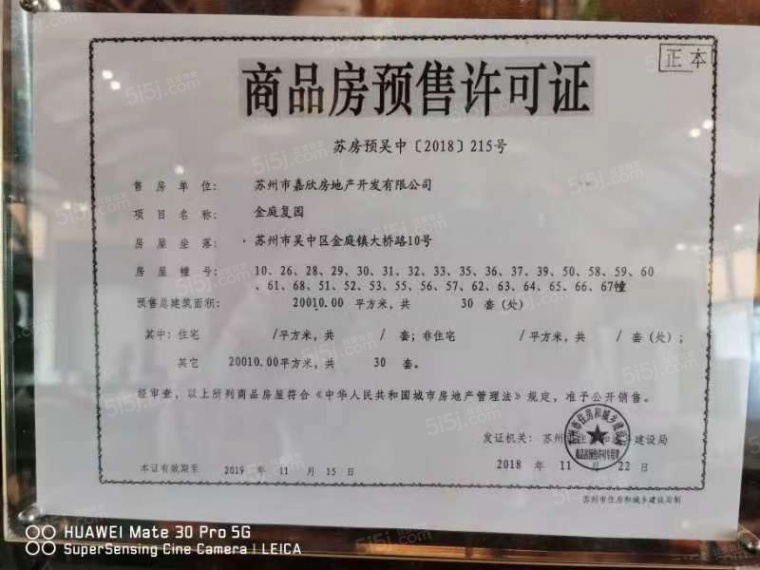 正本
商品房预售许可证
苏房预吴中〔2018〕215号
售房单位: 苏州市嘉欣房地产开发有限公司
项目名称: 金庭复园
房屋坐落: 苏州市吴中区金庭镇大桥路10号
房屋幢号: 10、26、28、29、30、31、32、33、35、36、37、39、50、58、59、60
、61、68、51、52、53、55、56、57、62、63、64、65、66、67幢
预售总建筑面积: 20010.00 平方米,共 30 套(处)
其中:住宅 /平方米,共 / 套;非住宅 /平方米,共 / 套(处);
其它 20010.00平方米,共 30 套。
经审查,以上所列商品房屋符合《中华人民共和国城市房地产管理法》规定,准予公开销售。
发证机关: 苏州市住房和城乡建设局
本证有效期至 2019 年 11 月 15日
2018 年 11 月 22 日
苏州市住房和城乡建设局制
HUAWEI Mate 30 Pro 5G
SuperSensing Cine Camera | LEICA
5i5j.com